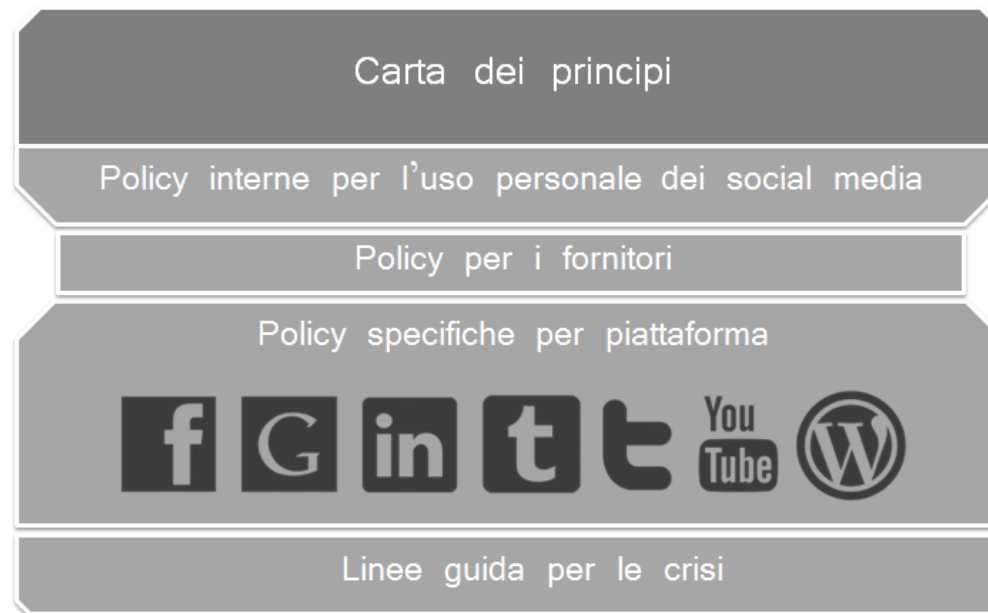 Carta dei principi
Policy interne per l’uso personale dei social media
Policy per i fornitori
Policy specifiche per piattaforma
f G in t t You Tube W
Linee guida per le crisi